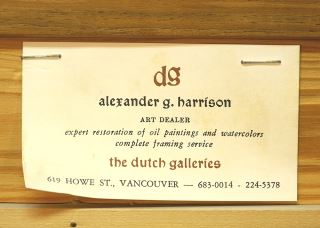 dg
alexander g. harrison
ART DEALER
expert restoration of oil paintings and watercolors
complete framing service
the dutch galleries
619 HOWE ST., VANCOUVER — 683-0014 - 224-5378